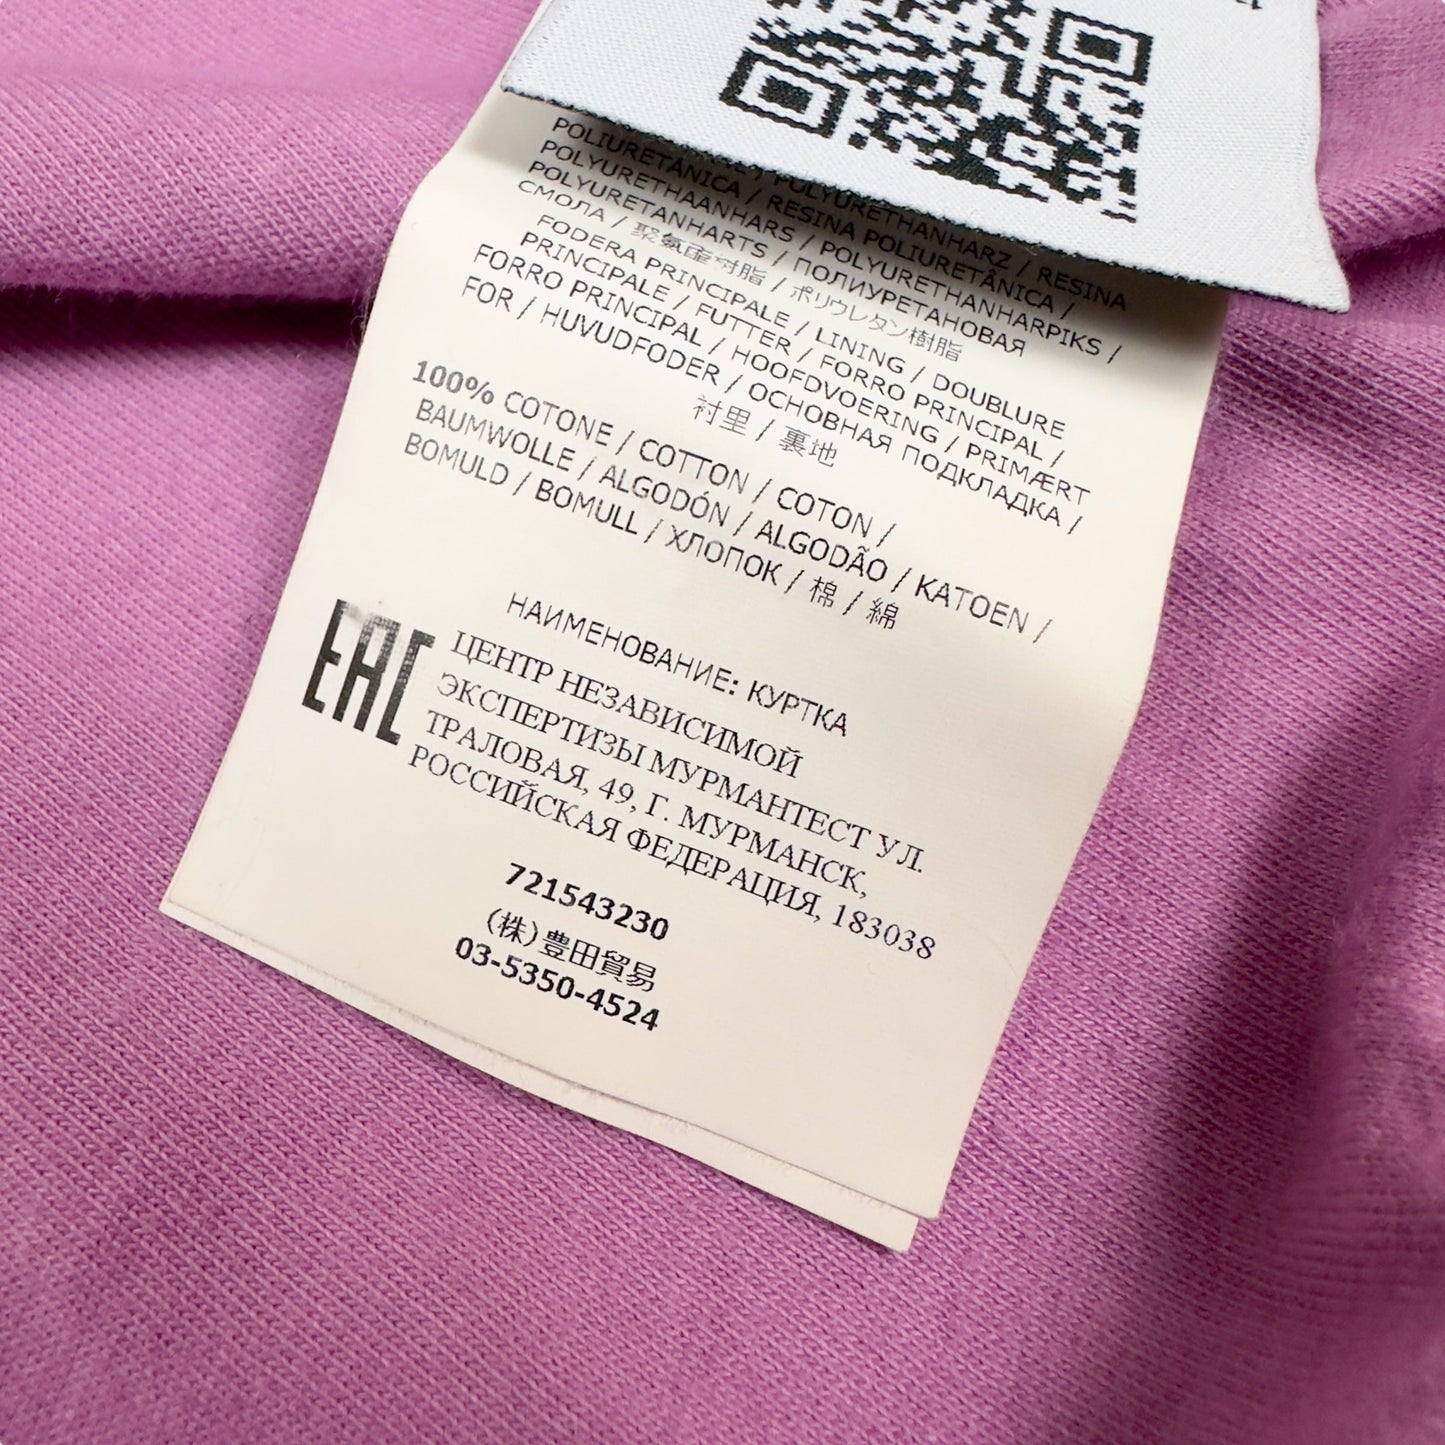 POLIURETÂNICA / POLYURETHANHARZ / RESINA
POLYURETHAANHARS / RESINA POLIURETÂNICA /
POLYURETANHARTS / POLYURETHANHARPIKS /
СМОЛА / 聚氨酯树脂 / ПОЛИУРЕТАНОВАЯ
ポリウレタン樹脂
FODERA PRINCIPALE / LINING / DOUBLURE
PRINCIPALE / FUTTER / FORRO PRINCIPAL /
FORRO PRINCIPAL / HOOFDVOERING / PRIMÆRT
FOR / HUVUDFODER / ОСНОВНАЯ ПОДКЛАДКА /
衬里 / 裏地
100% COTONE / COTTON / COTON /
BAUMWOLLE / ALGODÓN / ALGODÃO / KATOEN /
BOMULD / BOMULL / ХЛОПОК / 棉 / 綿
НАИМЕНОВАНИЕ: КУРТКА
EAC
ЦЕНТР НЕЗАВИСИМОЙ
ЭКСПЕРТИЗЫ МУРМАНТЕСТ УЛ.
ТРАЛОВАЯ, 49, Г. МУРМАНСК,
РОССИЙСКАЯ ФЕДЕРАЦИЯ, 183038
721543230
(株)豊田貿易
03-5350-4524